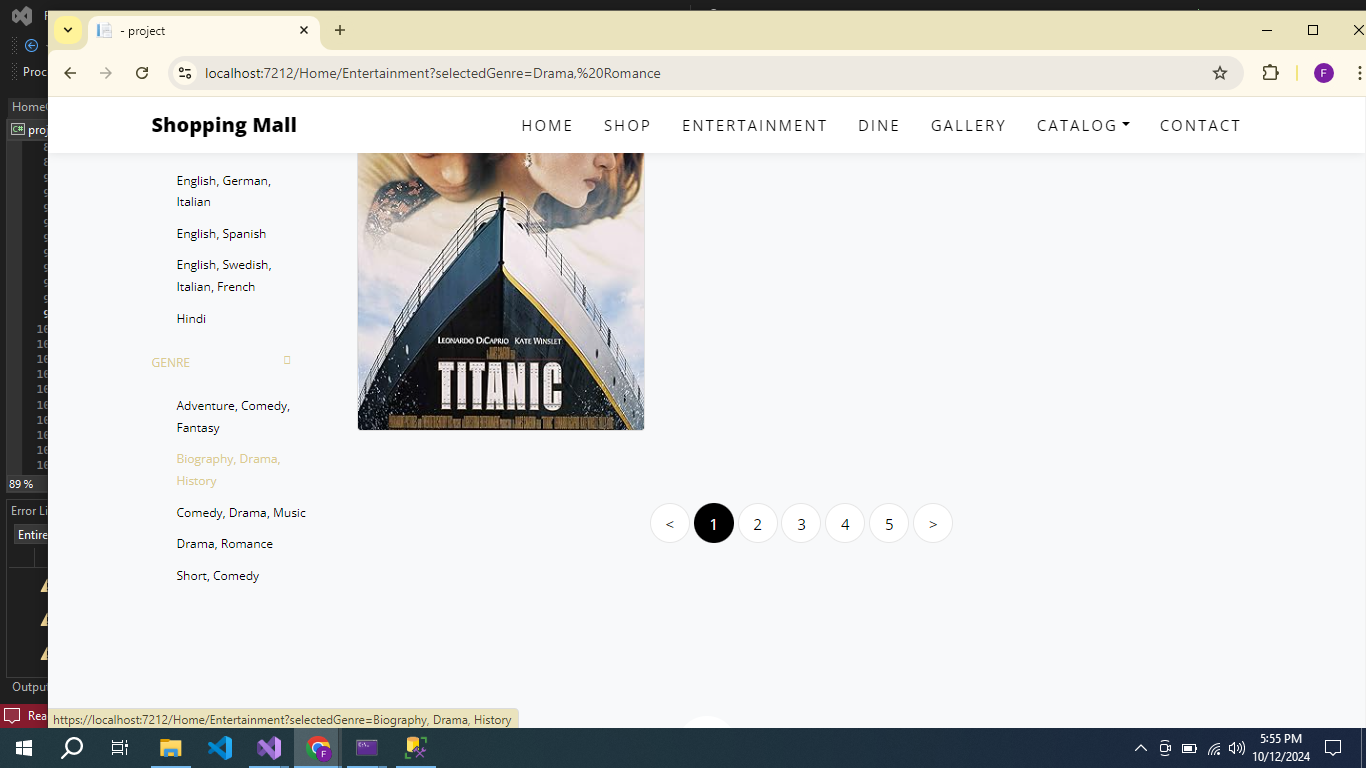 - project
localhost:7212/Home/Entertainment?selectedGenre=Drama,%20Romance
F
Proc
Home
C# proj
Shopping Mall
HOME
SHOP
ENTERTAINMENT
DINE
GALLERY
CATALOG
CONTACT
English, German,
Italian
English, Spanish
English, Swedish,
Italian, French
Hindi
GENRE
Adventure, Comedy,
Fantasy
Biography, Drama,
History
Comedy, Drama, Music
Drama, Romance
Short, Comedy
LEONARDO DICAPRIO KATE WINSLET
TITANIC
< 1 2 3 4 5 >
89 %
Error Li
Entire
Outpu
Rea
https://localhost:7212/Home/Entertainment?selectedGenre=Biography, Drama, History
F
5:55 PM
10/12/2024